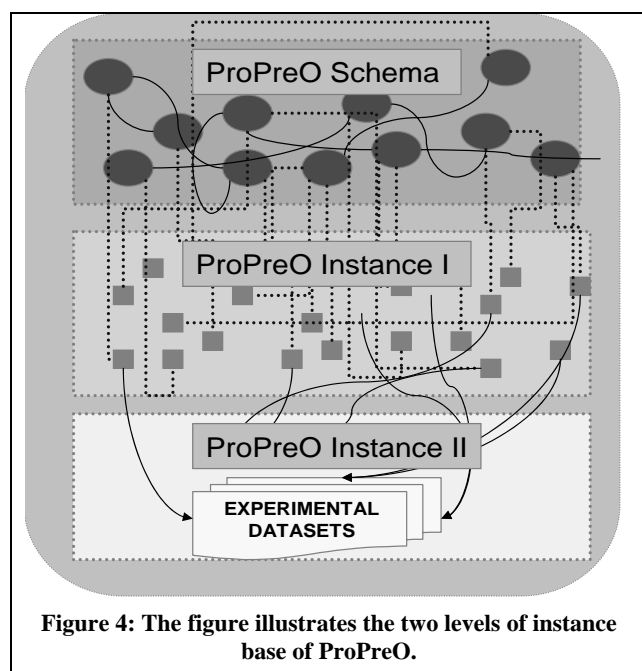 ProPreO Schema
ProPreO Instance I
ProPreO Instance II
EXPERIMENTAL
DATASETS
Figure 4: The figure illustrates the two levels of instance
base of ProPreO.